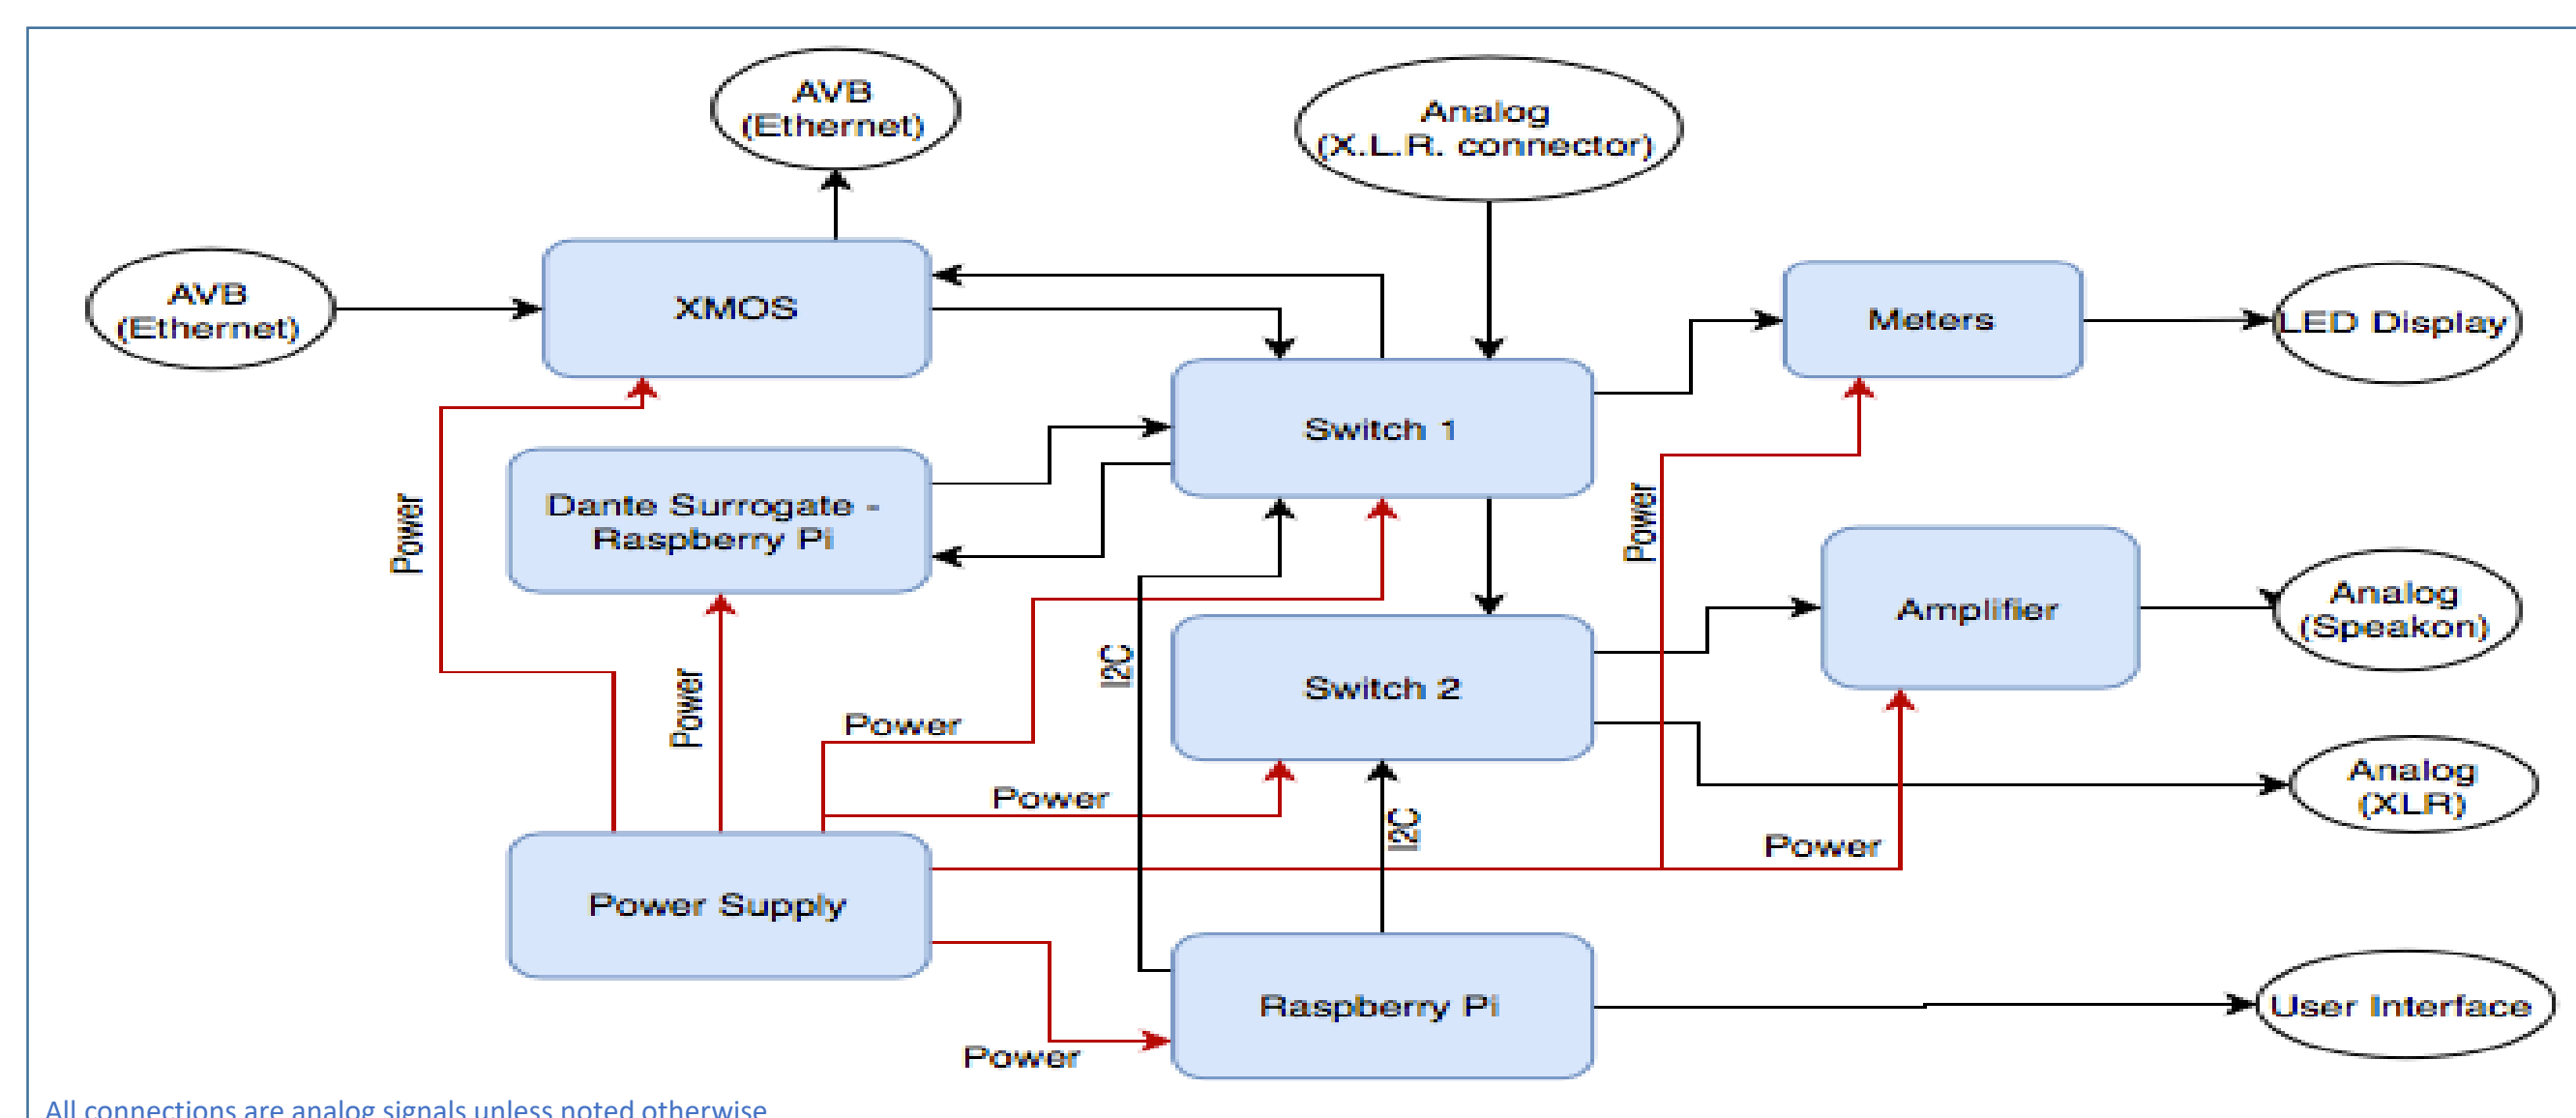 AVB
(Ethernet)
Analog
(X.L.R. connector)
AVB
(Ethernet)
XMOS
Meters
LED Display
Switch 1
Dante Surrogate -
Raspberry Pi
Power
Power
Amplifier
Analog
(Speakon)
I2C
Switch 2
Power
Power
Analog
(XLR)
Power
I2C
Power
Power Supply
Raspberry Pi
User Interface
Power
All connections are analog signals unless noted otherwise